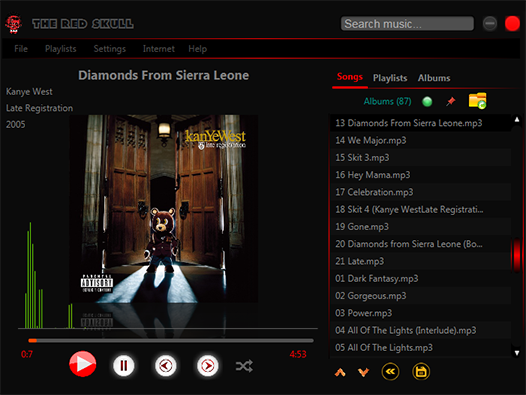 THE RED SKULL
Search music...
File Playlists Settings Internet Help
Diamonds From Sierra Leone
Kanye West
Late Registration
2005
kanYeWest
late registration
PARENTAL
ADVISORY
EXPLICIT CONTENT
0:7
4:53
Songs Playlists Albums
Albums (87)
13 Diamonds From Sierra Leone.mp3
14 We Major.mp3
15 Skit 3.mp3
16 Hey Mama.mp3
17 Celebration.mp3
18 Skit 4 (Kanye WestLate Registrati...
19 Gone.mp3
20 Diamonds from Sierra Leone (Bo...
21 Late.mp3
01 Dark Fantasy.mp3
02 Gorgeous.mp3
03 Power.mp3
04 All Of The Lights (Interlude).mp3
05 All Of The Lights.mp3